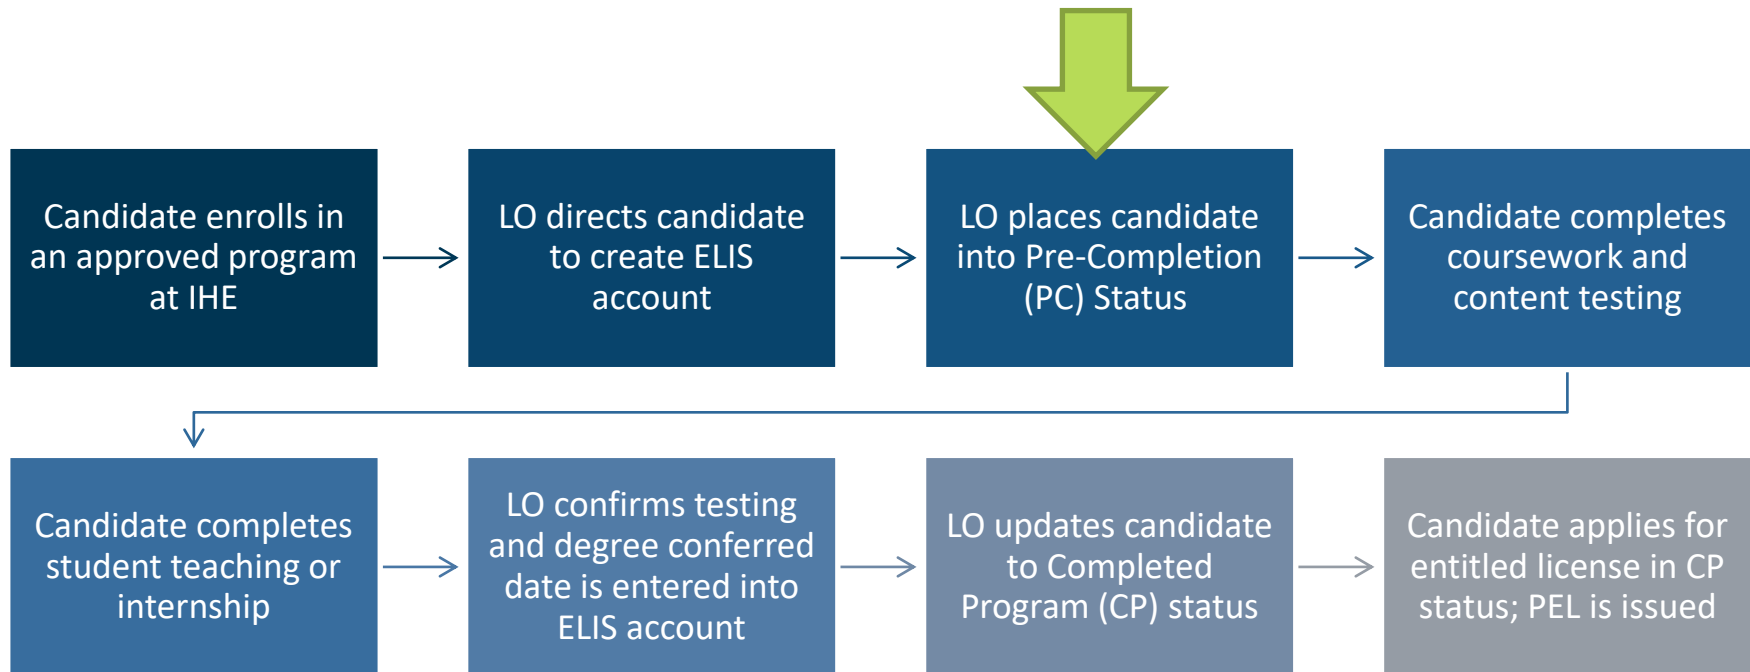 Candidate enrolls in
an approved program
at IHE
LO directs candidate
to create ELIS
account
LO places candidate
into Pre-Completion
(PC) Status
Candidate completes
coursework and
content testing
Candidate completes
student teaching or
internship
LO confirms testing
and degree conferred
date is entered into
ELIS account
LO updates candidate
to Completed
Program (CP) status
Candidate applies for
entitled license in CP
status; PEL is issued